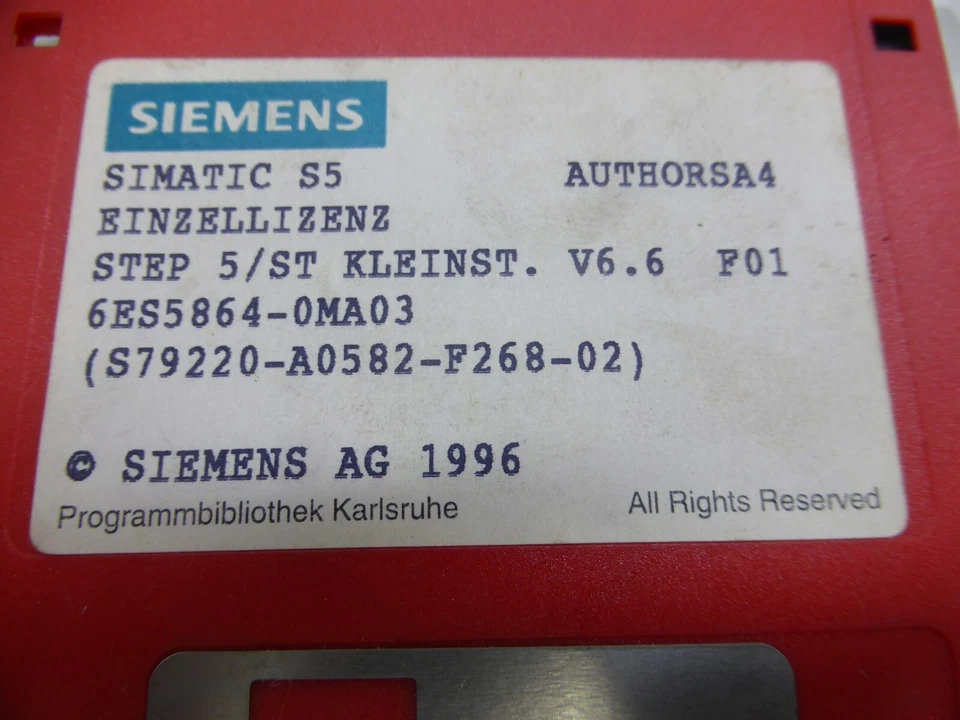 SIEMENS
SIMATIC S5 AUTHORSA4
EINZELLIZENZ
STEP 5/ST KLEINST. V6.6 F01
6ES5864-0MA03
(S79220-A0582-F268-02)
© SIEMENS AG 1996
Programmbibliothek Karlsruhe All Rights Reserved